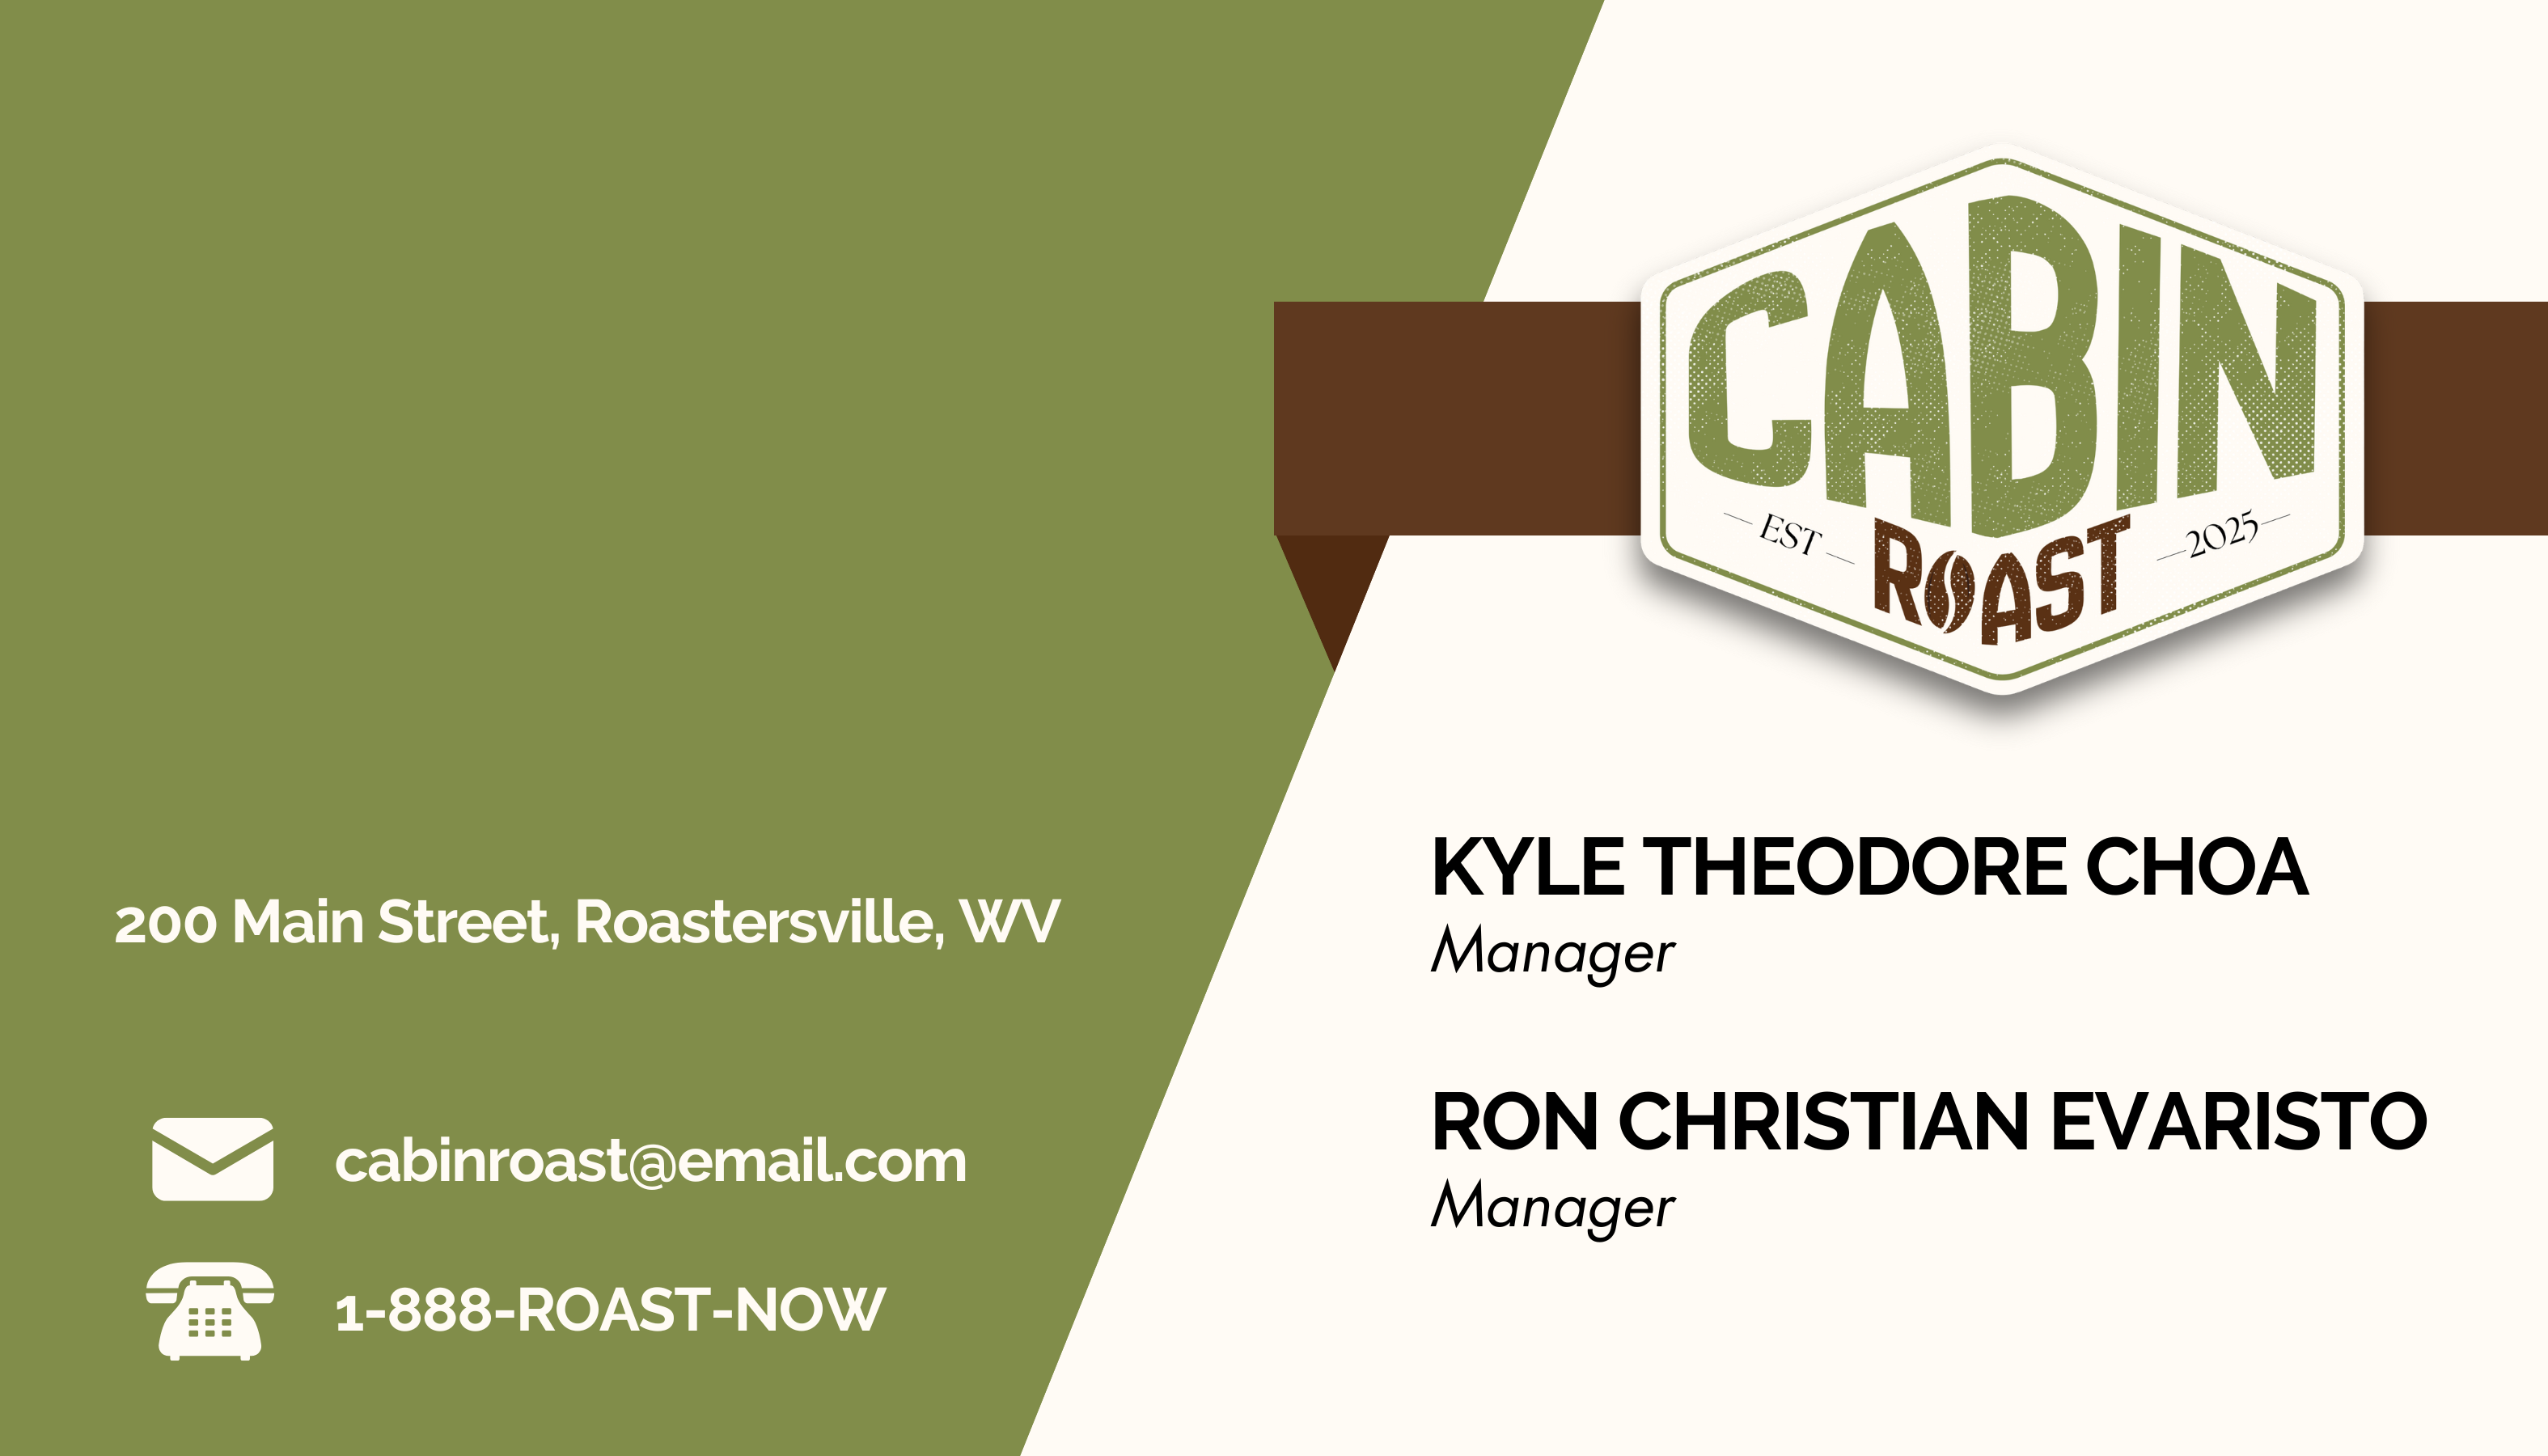 CABIN
EST
ROAST
2025
KYLE THEODORE CHOA
Manager
RON CHRISTIAN EVARISTO
Manager
200 Main Street, Roastersville, WV
cabinroast@email.com
1-888-ROAST-NOW